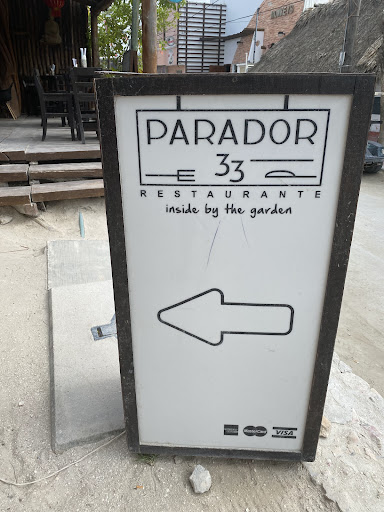 PARADOR
33
RESTAURANTE
inside by the garden
VISA